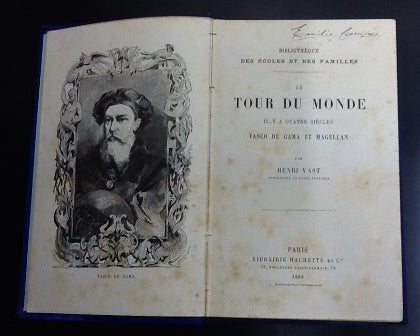 VASCO DE GAMA.
BIBLIOTHÈQUE
DES ÉCOLES ET DES FAMILLES
LE
TOUR DU MONDE
IL Y A QUATRE SIÈCLES
VASCO DE GAMA ET MAGELLAN
PAR
HENRI VAST
PARIS
LIBRAIRIE HACHETTE ET Cie
79, BOULEVARD SAINT-GERMAIN, 79